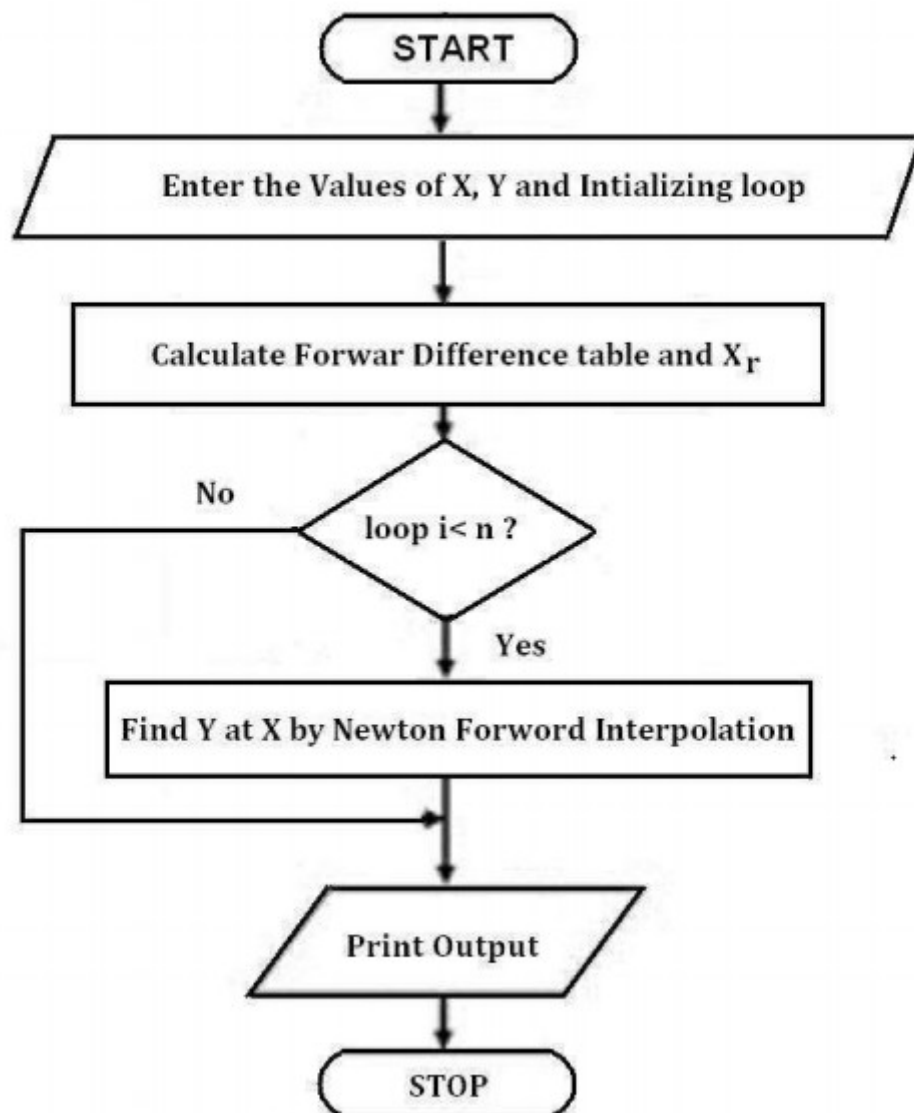 START
Enter the Values of X, Y and Intializing loop
Calculate Forwar Difference table and Xr
loop i< n ?
No
Yes
Find Y at X by Newton Forword Interpolation
Print Output
STOP